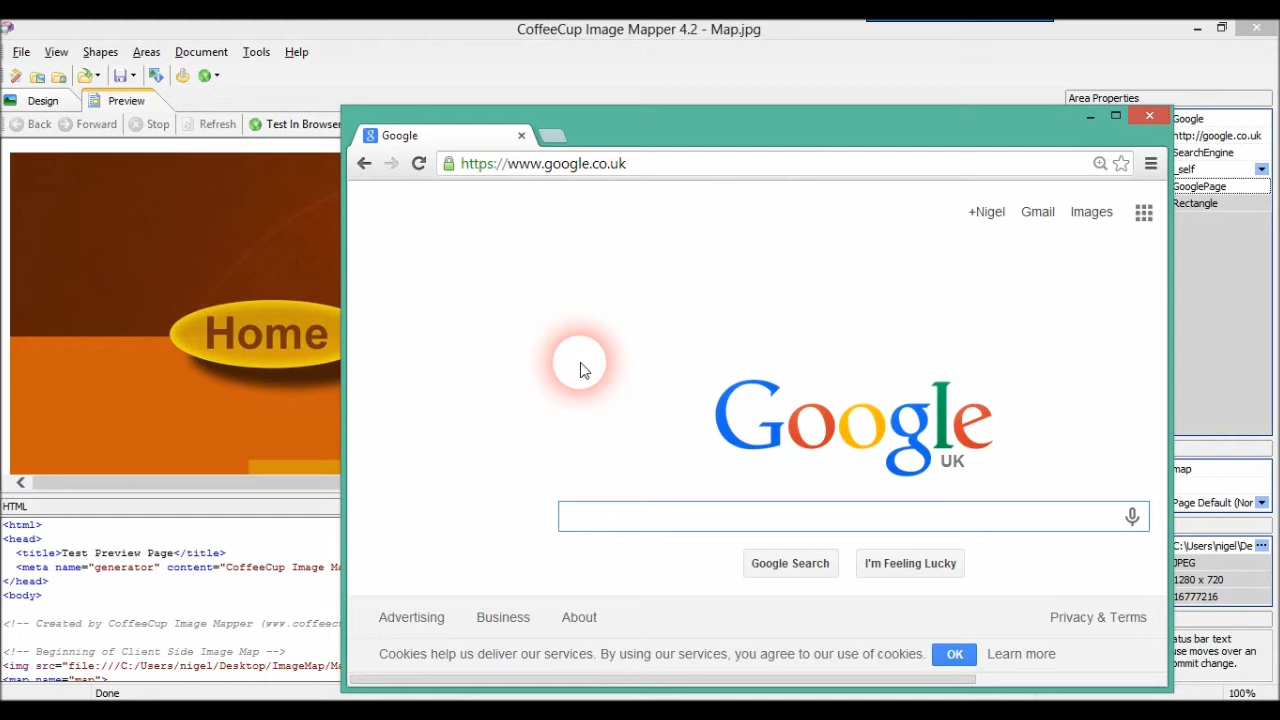 CoffeeCup Image Mapper 4.2 - Map.jpg
File View Shapes Areas Document Tools Help
Design Preview
Back Forward Stop Refresh Test In Browser
Area Properties
Google
http://google.co.uk
SearchEngine
_self
GooglePage
Rectangle
Google
https://www.google.co.uk
+Nigel Gmail Images
Home
Google
UK
Google Search I'm Feeling Lucky
Advertising Business About Privacy & Terms
Cookies help us deliver our services. By using our services, you agree to our use of cookies. OK Learn more
map
Page Default (Nor
C:\Users\nigel\De ...
JPEG
1280 x 720
16777216
atus bar text
use moves over an
ommit change.
HTML
<html>
<head>
<title>Test Preview Page</title>
<meta name="generator" content="CoffeeCup Image Ma
</head>
<body>
<!-- Created by CoffeeCup Image Mapper (www.coffeec
<!-- Beginning of Client Side Image Map -->
<img src="file:///C:/Users/nigel/Desktop/ImageMap/Ma
<map name="map">
Done
100%